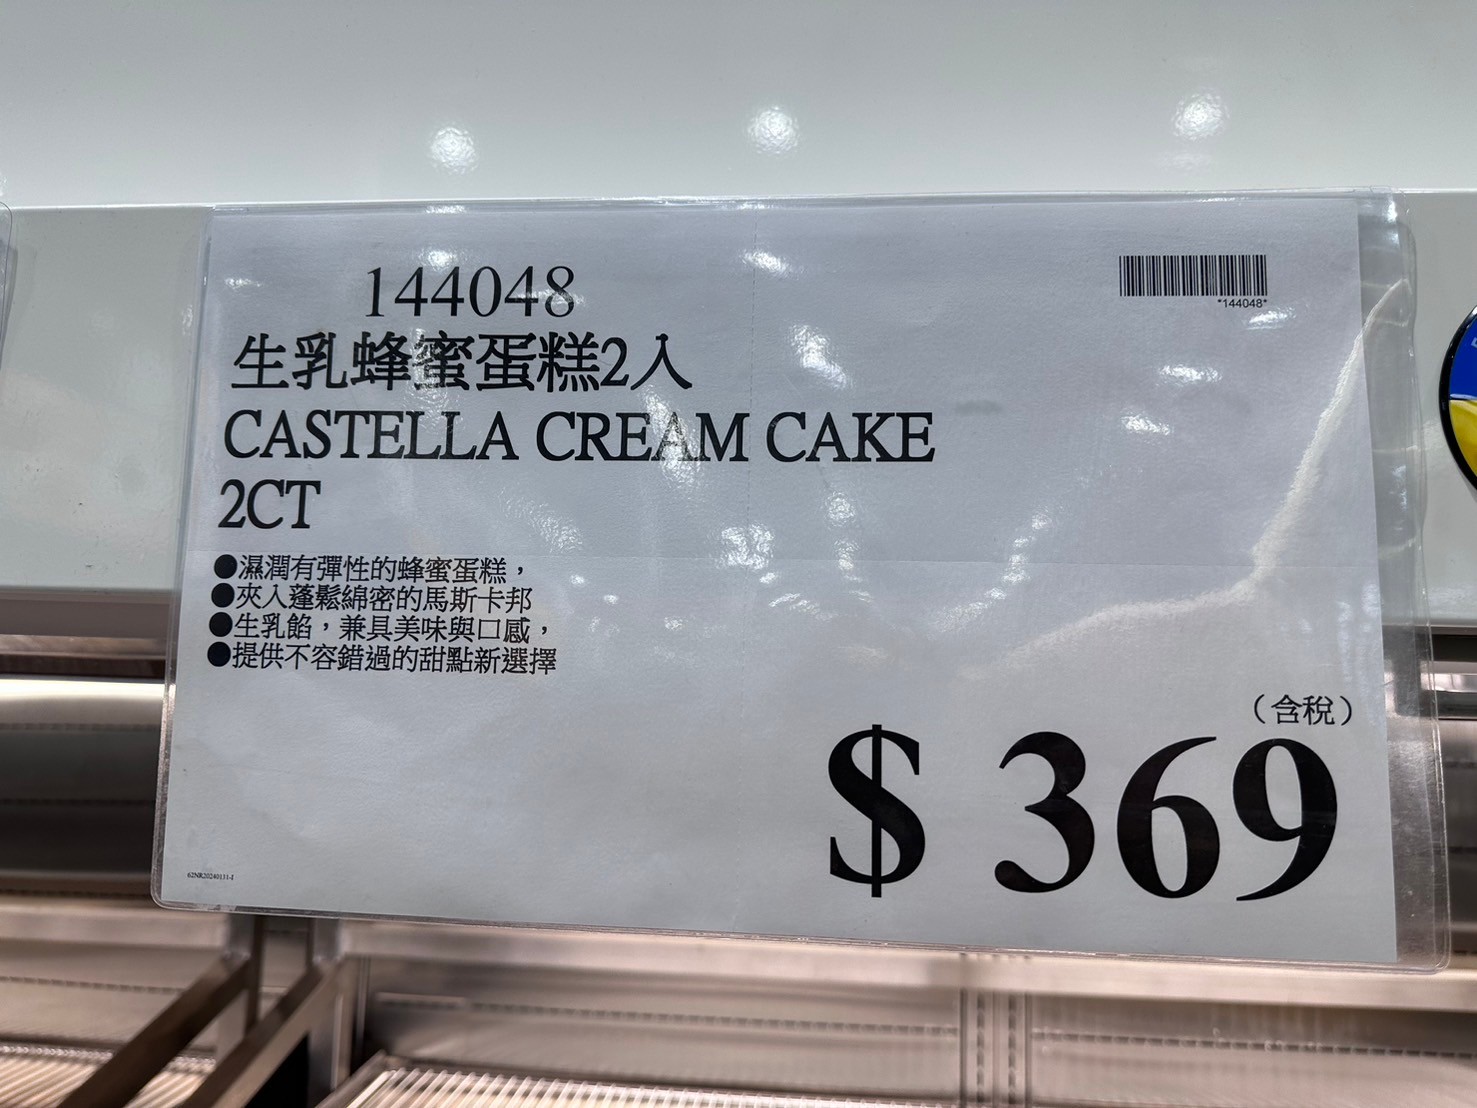 144048
*144048*
生乳蜂蜜蛋糕2入
CASTELLA CREAM CAKE
2CT
●濕潤有彈性的蜂蜜蛋糕，
●夾入蓬鬆綿密的馬斯卡邦
●生乳餡，兼具美味與口感，
●提供不容錯過的甜點新選擇
（含稅）
$ 369
62NR20240131-1